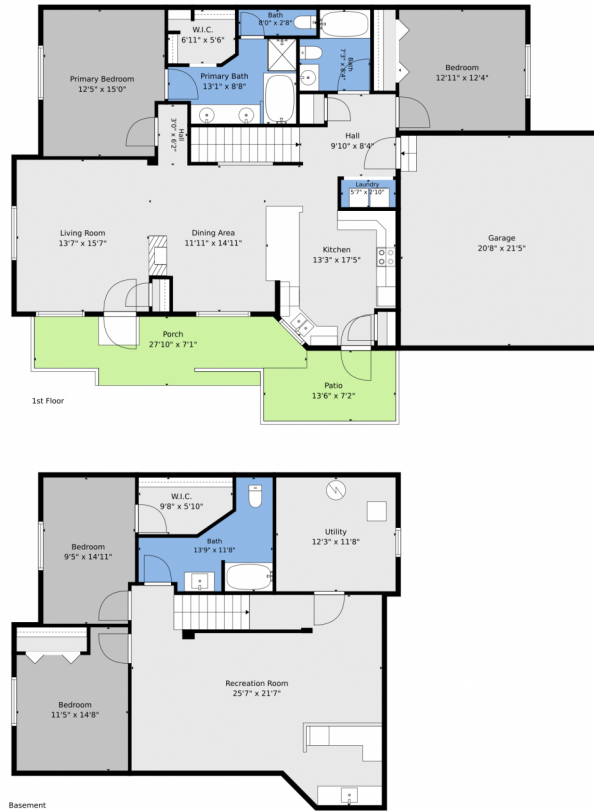 Bath
8'0" x 2'8"
W.I.C.
6'11" x 5'6"
Primary Bedroom
12'5" x 15'0"
Primary Bath
13'1" x 8'8"
Bath
7'3" x 8'4"
Bedroom
12'11" x 12'4"
Hall
3'0" x 6'2"
Hall
9'10" x 8'4"
Laundry
5'7" x 2'10"
Living Room
13'7" x 15'7"
Dining Area
11'11" x 14'11"
Kitchen
13'3" x 17'5"
Garage
20'8" x 21'5"
Porch
27'10" x 7'1"
Patio
13'6" x 7'2"
1st Floor
W.I.C.
9'8" x 5'10"
Bedroom
9'5" x 14'11"
Bath
13'9" x 11'8"
Utility
12'3" x 11'8"
Recreation Room
25'7" x 21'7"
Bedroom
11'5" x 14'8"
Basement